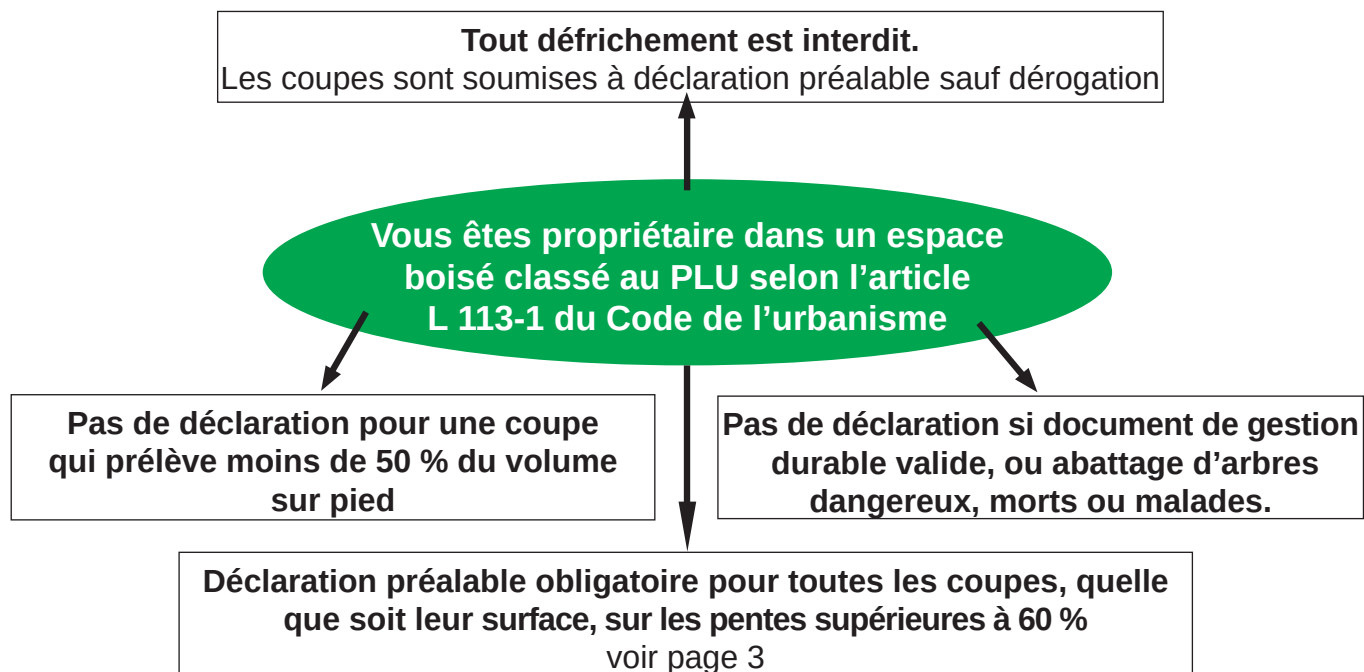 Tout défrichement est interdit.
Les coupes sont soumises à déclaration préalable sauf dérogation
Vous êtes propriétaire dans un espace
boisé classé au PLU selon l’article
L 113-1 du Code de l’urbanisme
Pas de déclaration pour une coupe
qui prélève moins de 50 % du volume
sur pied
Pas de déclaration si document de gestion
durable valide, ou abattage d’arbres
dangereux, morts ou malades.
Déclaration préalable obligatoire pour toutes les coupes, quelle
que soit leur surface, sur les pentes supérieures à 60 %
voir page 3